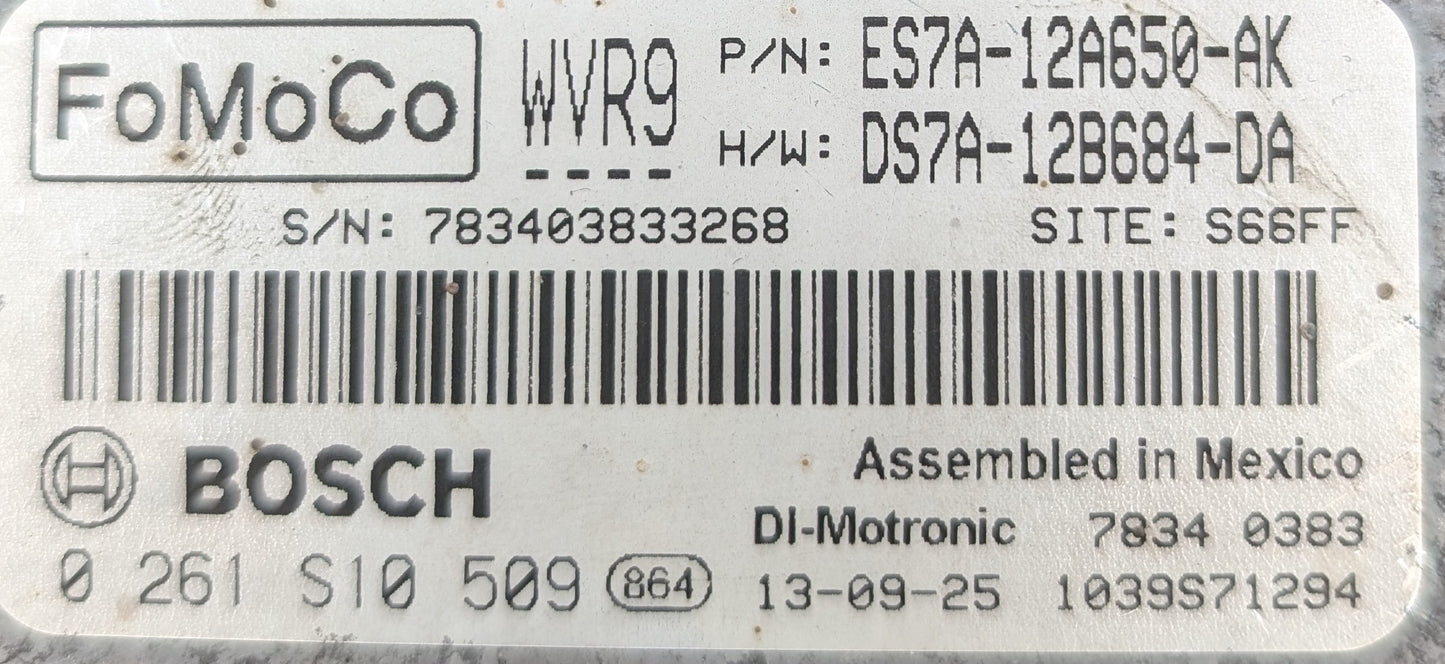 FoMoCo WVR9 P/N: ES7A-12A650-AK
H/W: DS7A-12B684-DA
S/N: 783403833268 SITE: S66FF
BOSCH Assembled in Mexico
DI-Motronic 7834 0383
0 261 S10 509 864 13-09-25 1039S71294